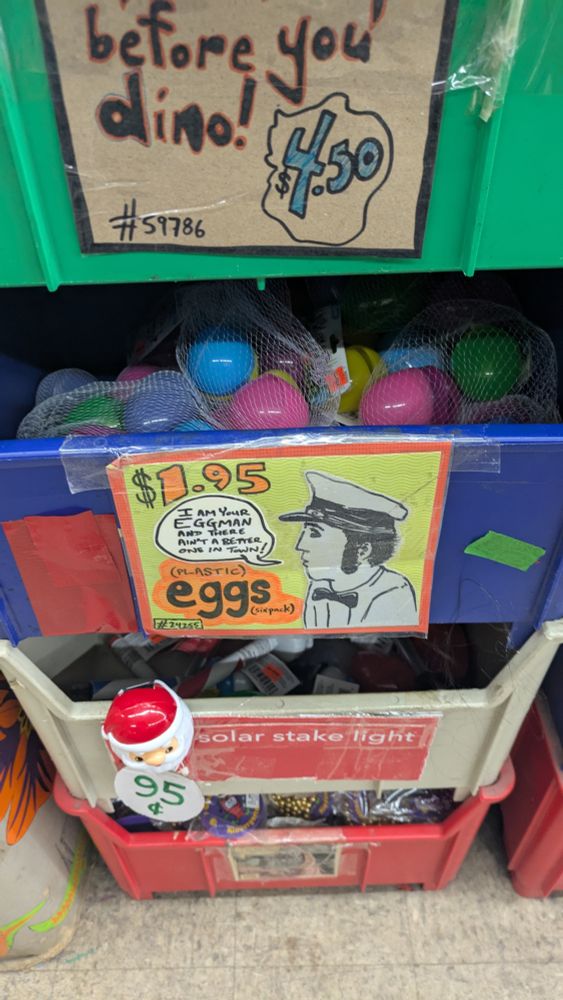 before you
dino!
$4.50
#59786
$1.95
I AM YOUR
EGGMAN
AND THERE
AIN'T A BETTER
ONE IN TOWN!
(PLASTIC)
eggs (sixpack)
solar stake light
95¢